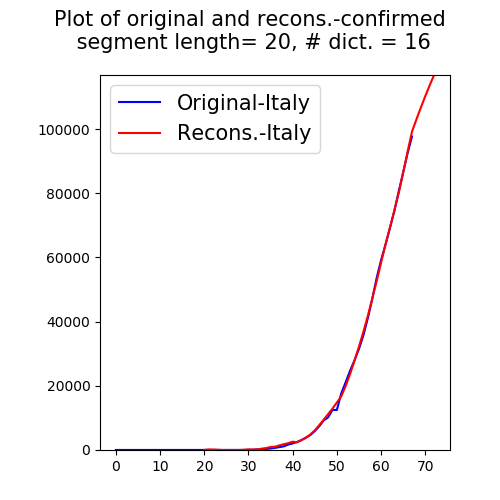 Plot of original and recons.-confirmed
segment length= 20, # dict. = 16
Original-Italy
Recons.-Italy
100000
80000
60000
40000
20000
0
0 10 20 30 40 50 60 70